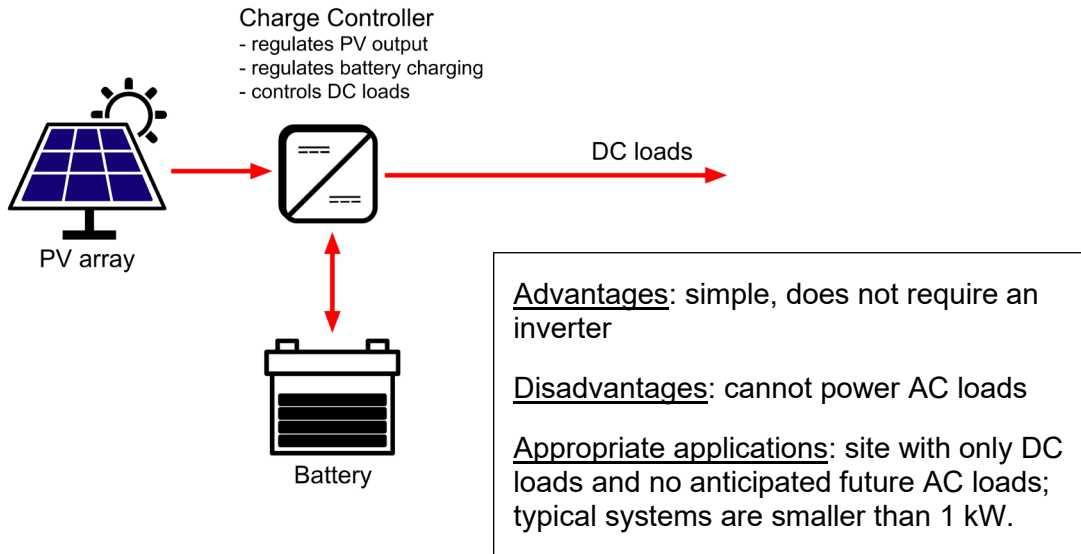 Charge Controller
- regulates PV output
- regulates battery charging
- controls DC loads
DC loads
PV array
Battery
Advantages: simple, does not require an
inverter
Disadvantages: cannot power AC loads
Appropriate applications: site with only DC
loads and no anticipated future AC loads;
typical systems are smaller than 1 kW.